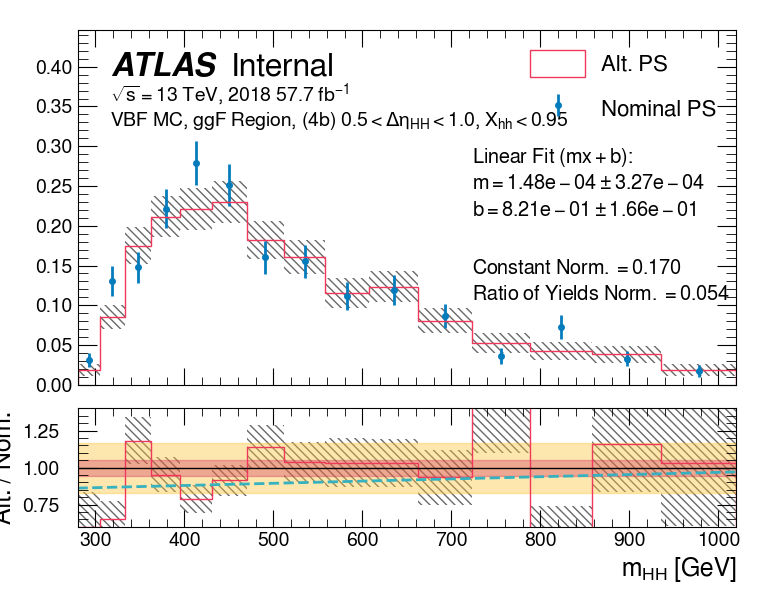 ATLAS Internal
√s = 13 TeV, 2018 57.7 fb⁻¹
VBF MC, ggF Region, (4b) 0.5 < Δη_HH < 1.0, X_hh < 0.95
Alt. PS
Nominal PS
Linear Fit (mx + b):
m = 1.48e − 04 ± 3.27e − 04
b = 8.21e − 01 ± 1.66e − 01
Constant Norm. = 0.170
Ratio of Yields Norm. = 0.054
0.40
0.35
0.30
0.25
0.20
0.15
0.10
0.05
0.00
Alt. / Nom.
1.25
1.00
0.75
300 400 500 600 700 800 900 1000
m_HH [GeV]